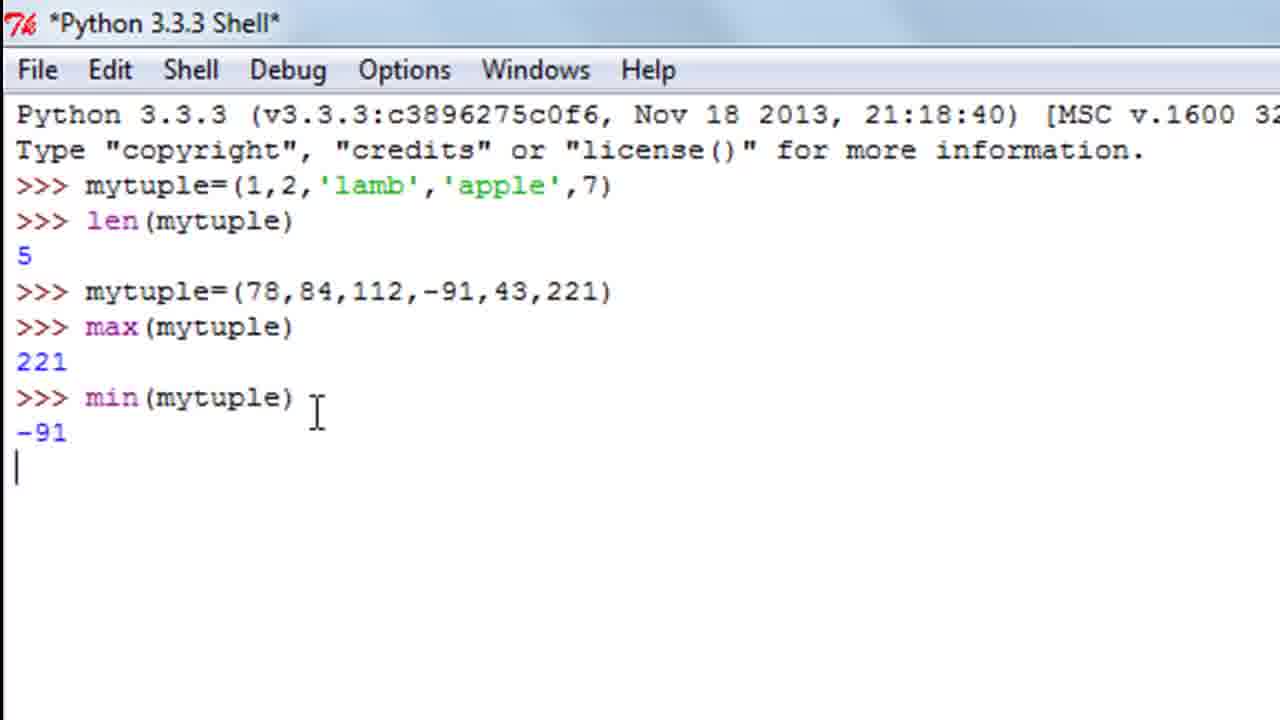 *Python 3.3.3 Shell*
File Edit Shell Debug Options Windows Help
Python 3.3.3 (v3.3.3:c3896275c0f6, Nov 18 2013, 21:18:40) [MSC v.1600 32
Type "copyright", "credits" or "license()" for more information.
>>> mytuple=(1,2,'lamb','apple',7)
>>> len(mytuple)
5
>>> mytuple=(78,84,112,-91,43,221)
>>> max(mytuple)
221
>>> min(mytuple)
-91